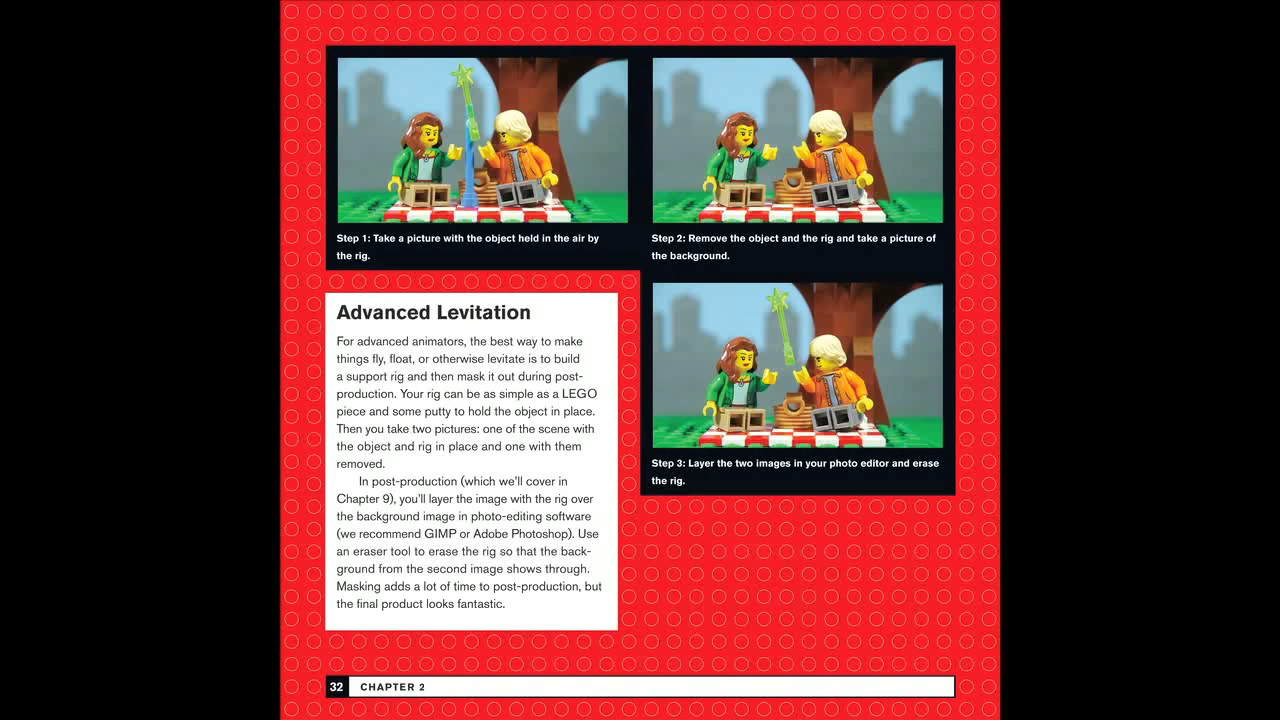 Step 1: Take a picture with the object held in the air by
the rig.
Step 2: Remove the object and the rig and take a picture of
the background.
Step 3: Layer the two images in your photo editor and erase
the rig.
Advanced Levitation
For advanced animators, the best way to make
things fly, float, or otherwise levitate is to build
a support rig and then mask it out during post-
production. Your rig can be as simple as a LEGO
piece and some putty to hold the object in place.
Then you take two pictures: one of the scene with
the object and rig in place and one with them
removed.
In post-production (which we’ll cover in
Chapter 9), you’ll layer the image with the rig over
the background image in photo-editing software
(we recommend GIMP or Adobe Photoshop). Use
an eraser tool to erase the rig so that the back-
ground from the second image shows through.
Masking adds a lot of time to post-production, but
the final product looks fantastic.
32 CHAPTER 2